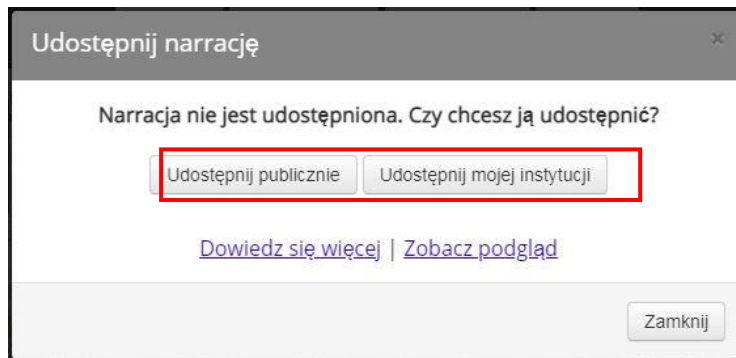 Udostępnij narrację ×
Narracja nie jest udostępniona. Czy chcesz ją udostępnić?
Udostępnij publicznie Udostępnij mojej instytucji
Dowiedz się więcej | Zobacz podgląd
Zamknij